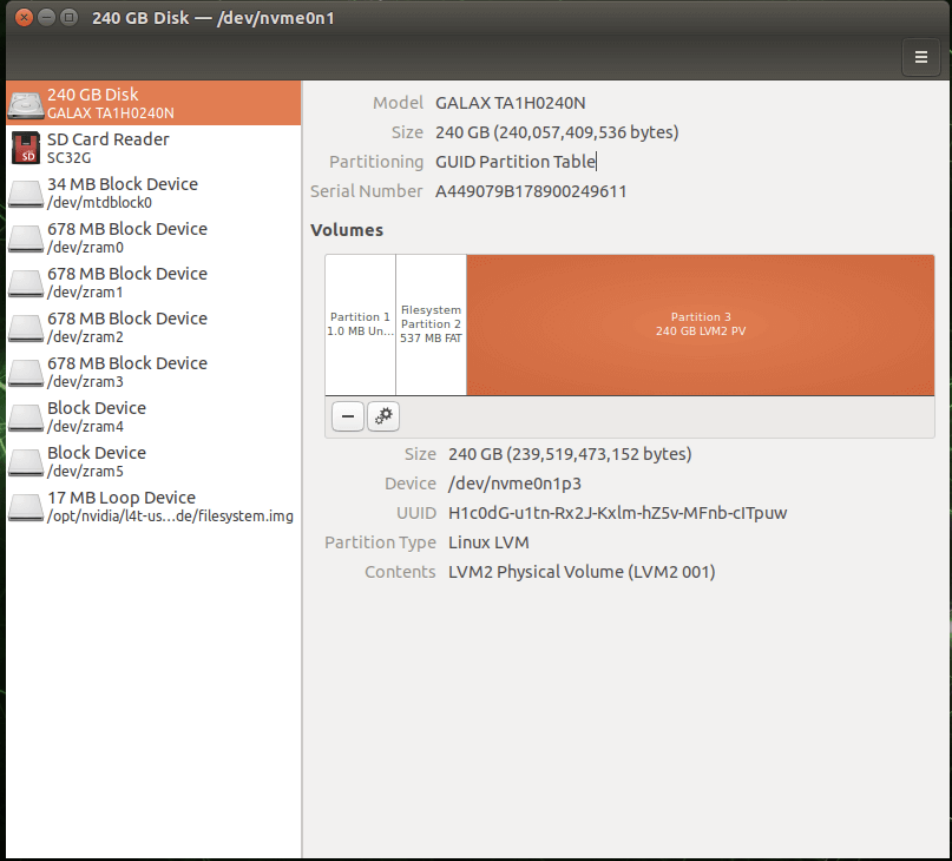 240 GB Disk — /dev/nvme0n1
240 GB Disk
GALAX TA1H0240N
SD Card Reader
SC32G
34 MB Block Device
/dev/mtdblock0
678 MB Block Device
/dev/zram0
678 MB Block Device
/dev/zram1
678 MB Block Device
/dev/zram2
678 MB Block Device
/dev/zram3
Block Device
/dev/zram4
Block Device
/dev/zram5
17 MB Loop Device
/opt/nvidia/l4t-us...de/filesystem.img
Model GALAX TA1H0240N
Size 240 GB (240,057,409,536 bytes)
Partitioning GUID Partition Table
Serial Number A449079B178900249611
Volumes
Partition 1
1.0 MB Un...
Filesystem
Partition 2
537 MB FAT
Partition 3
240 GB LVM2 PV
Size 240 GB (239,519,473,152 bytes)
Device /dev/nvme0n1p3
UUID H1c0dG-u1tn-Rx2J-Kxlm-hZ5v-MFnb-cITpuw
Partition Type Linux LVM
Contents LVM2 Physical Volume (LVM2 001)